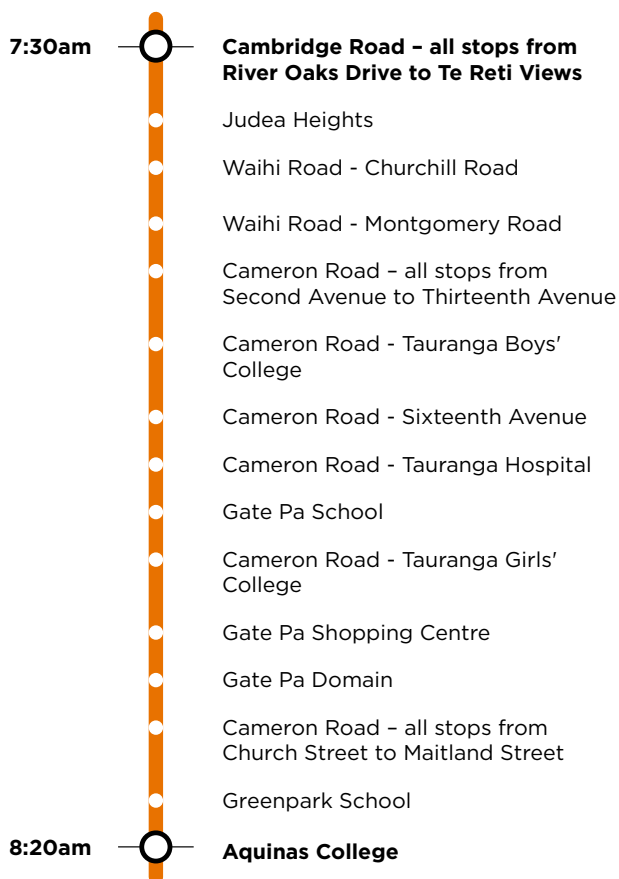 7:30am
Cambridge Road – all stops from
River Oaks Drive to Te Reti Views
Judea Heights
Waihi Road - Churchill Road
Waihi Road - Montgomery Road
Cameron Road – all stops from
Second Avenue to Thirteenth Avenue
Cameron Road - Tauranga Boys'
College
Cameron Road - Sixteenth Avenue
Cameron Road - Tauranga Hospital
Gate Pa School
Cameron Road - Tauranga Girls'
College
Gate Pa Shopping Centre
Gate Pa Domain
Cameron Road – all stops from
Church Street to Maitland Street
Greenpark School
8:20am
Aquinas College